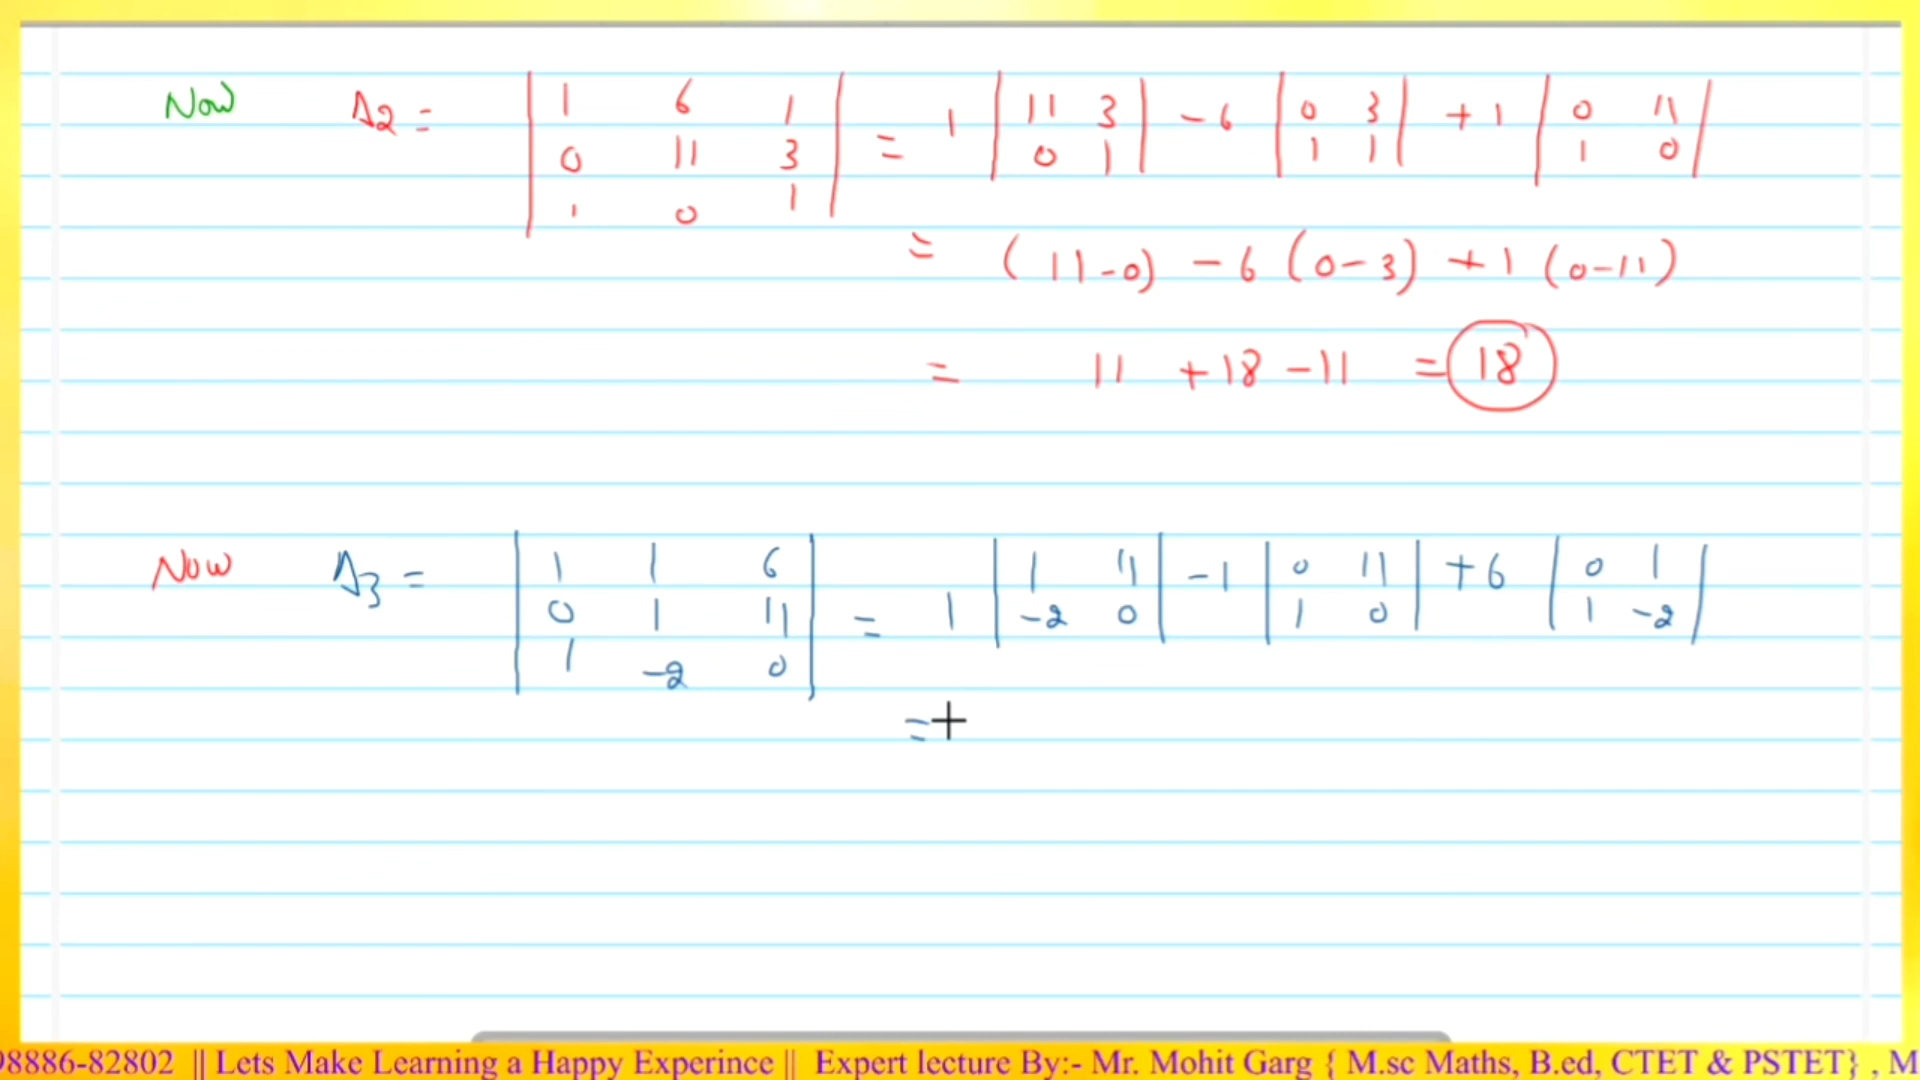 Now Δ2 = | 1 6 1 | = 1 | 11 3 | - 6 | 0 3 | + 1 | 0 11 |
| 0 11 3 | | 0 1 | | 1 1 | | 1 0 |
| 1 0 1 |
= (11-0) - 6 (0-3) + 1 (0-11)
= 11 + 18 - 11 = 18
Now Δ3 = | 1 1 6 | = 1 | 1 11 | - 1 | 0 11 | + 6 | 0 1 |
| 0 1 11 | | -2 0 | | 1 0 | | 1 -2 |
| 1 -2 0 |
=
98886-82802 || Lets Make Learning a Happy Experince || Expert lecture By:- Mr. Mohit Garg { M.sc Maths, B.ed, CTET & PSTET} , M